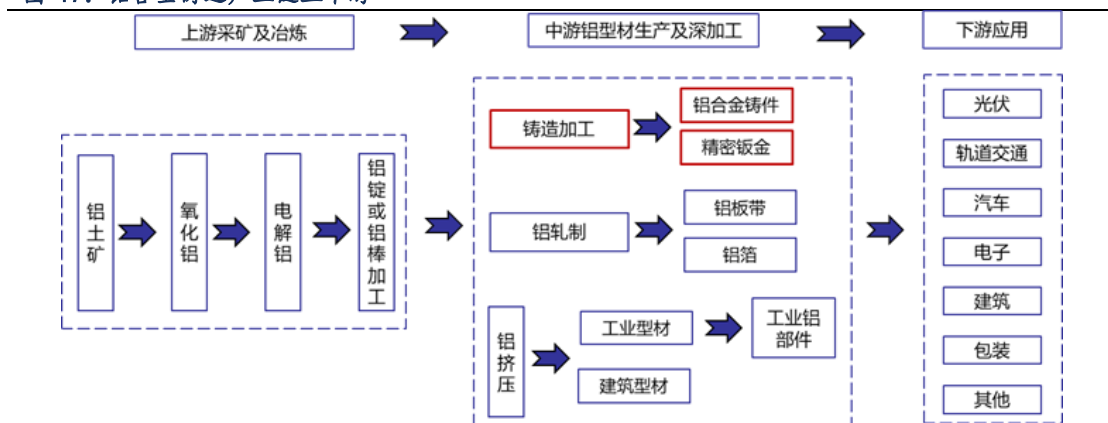 上游采矿及冶炼
中游铝型材生产及深加工
下游应用
铝土矿
氧化铝
电解铝
铝锭或铝棒加工
铸造加工
铝合金铸件
精密钣金
铝轧制
铝板带
铝箔
铝挤压
工业型材
工业铝
部件
建筑型材
光伏
轨道交通
汽车
电子
建筑
包装
其他